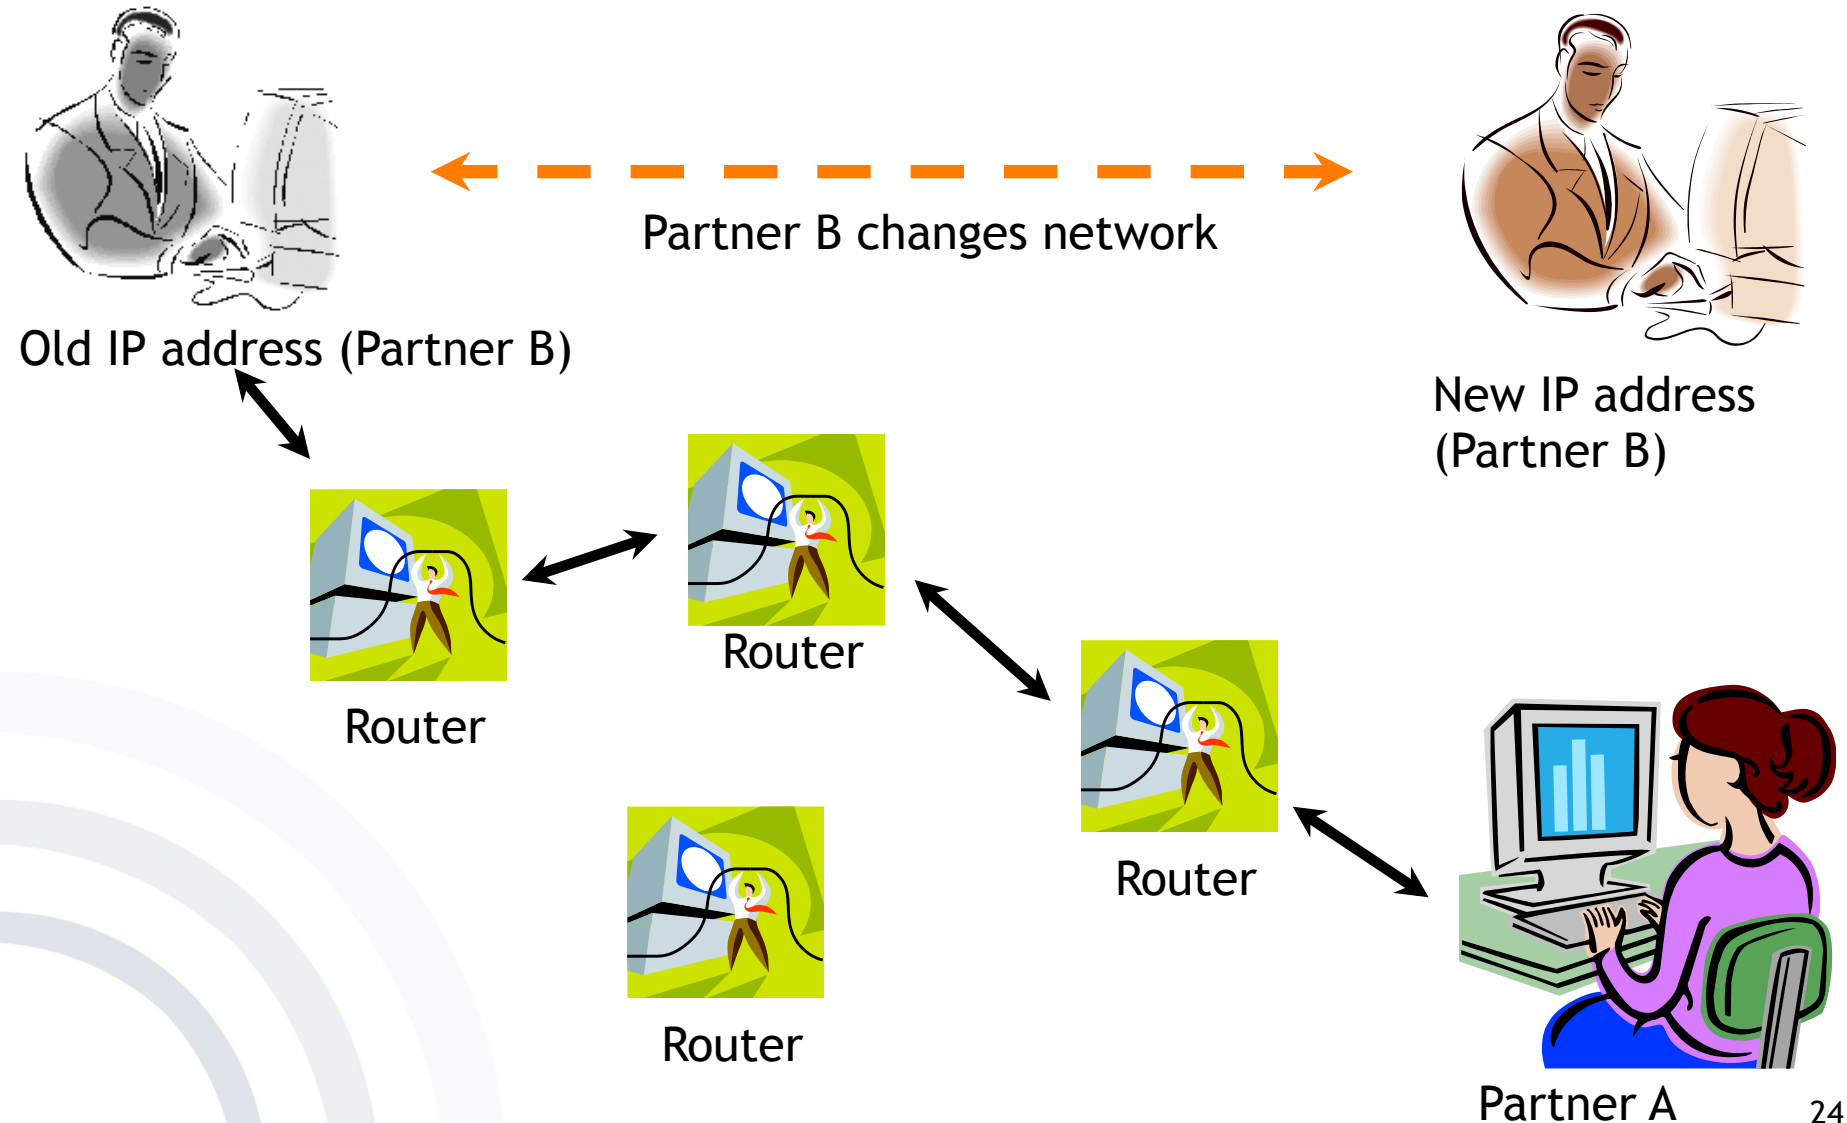 Partner B changes network
Old IP address (Partner B)
New IP address
(Partner B)
Router
Router
Router
Router
Partner A
24